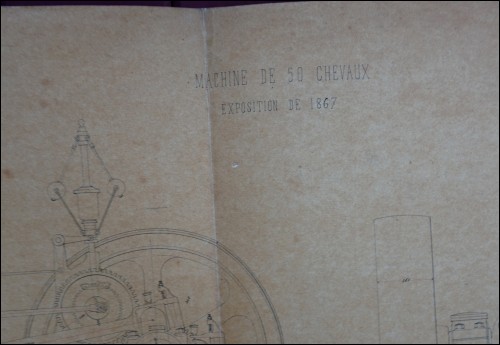 MACHINE DE 50 CHEVAUX
EXPOSITION DE 1867